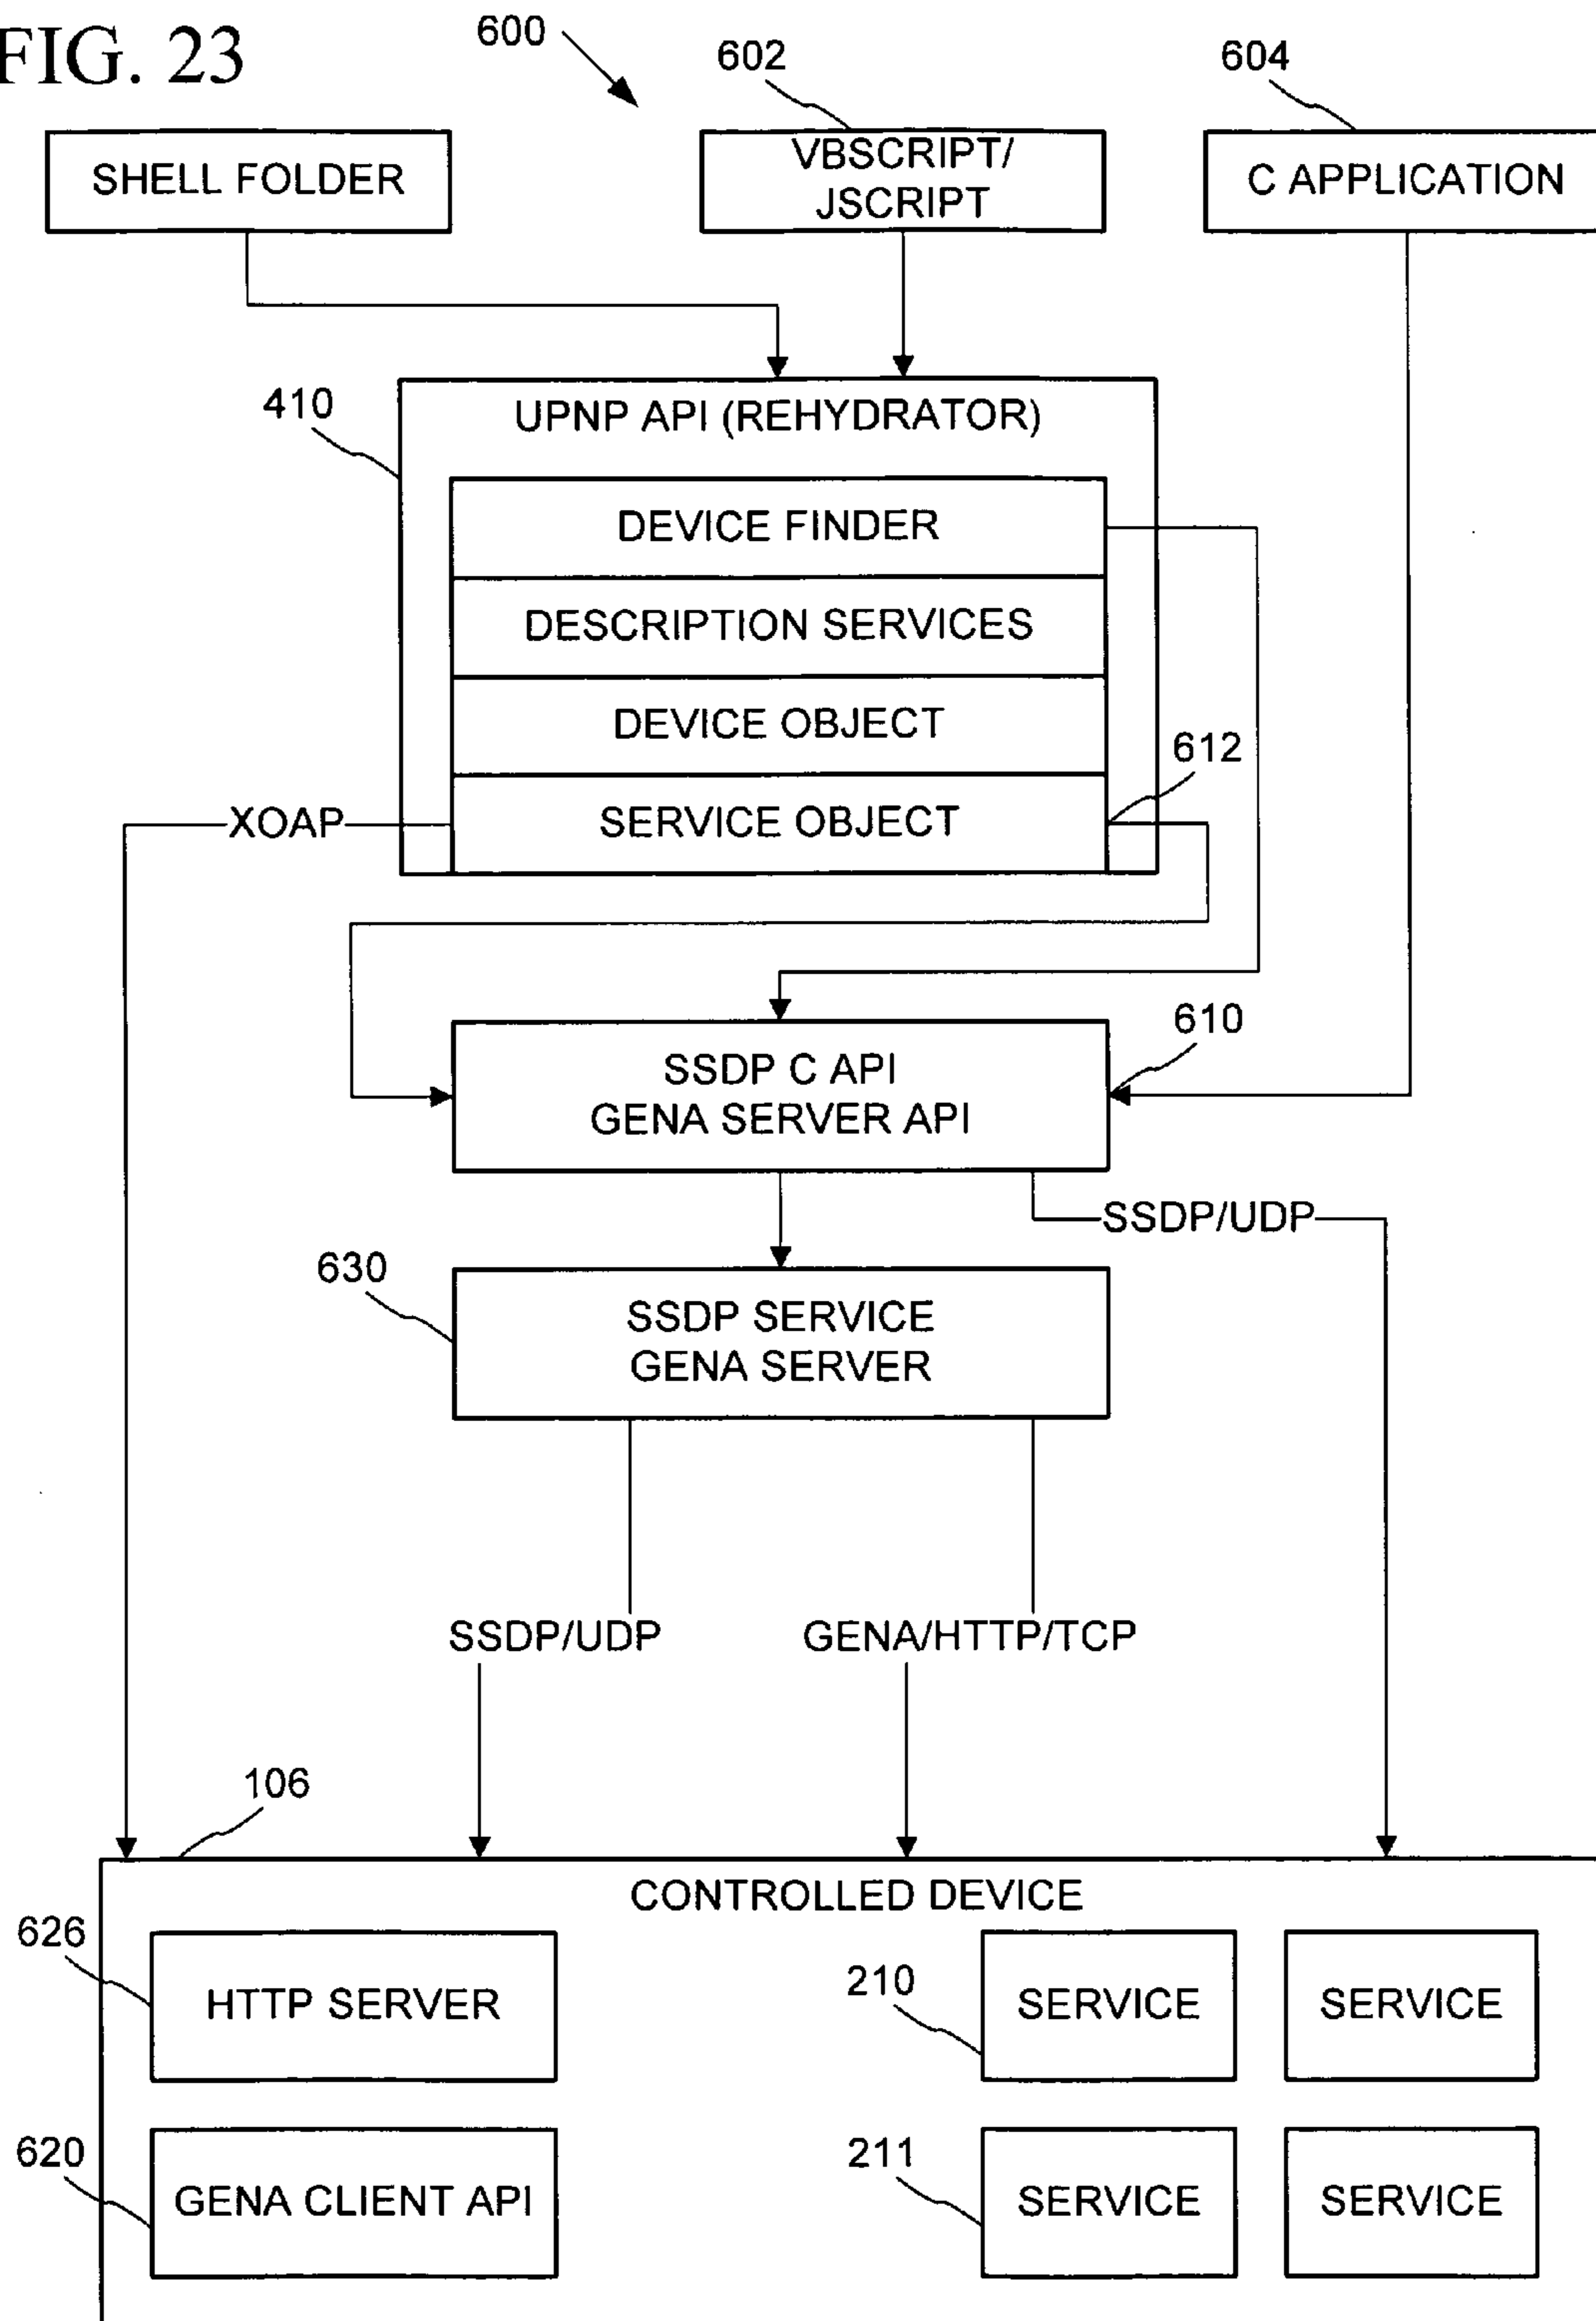 FIG. 23
600
602
604
SHELL FOLDER
VBSCRIPT/
JSCRIPT
C APPLICATION
410
UPNP API (REHYDRATOR)
DEVICE FINDER
DESCRIPTION SERVICES
DEVICE OBJECT
612
XOAP
SERVICE OBJECT
610
SSDP C API
GENA SERVER API
SSDP/UDP
630
SSDP SERVICE
GENA SERVER
SSDP/UDP
GENA/HTTP/TCP
106
CONTROLLED DEVICE
626
HTTP SERVER
210
SERVICE
SERVICE
620
GENA CLIENT API
211
SERVICE
SERVICE